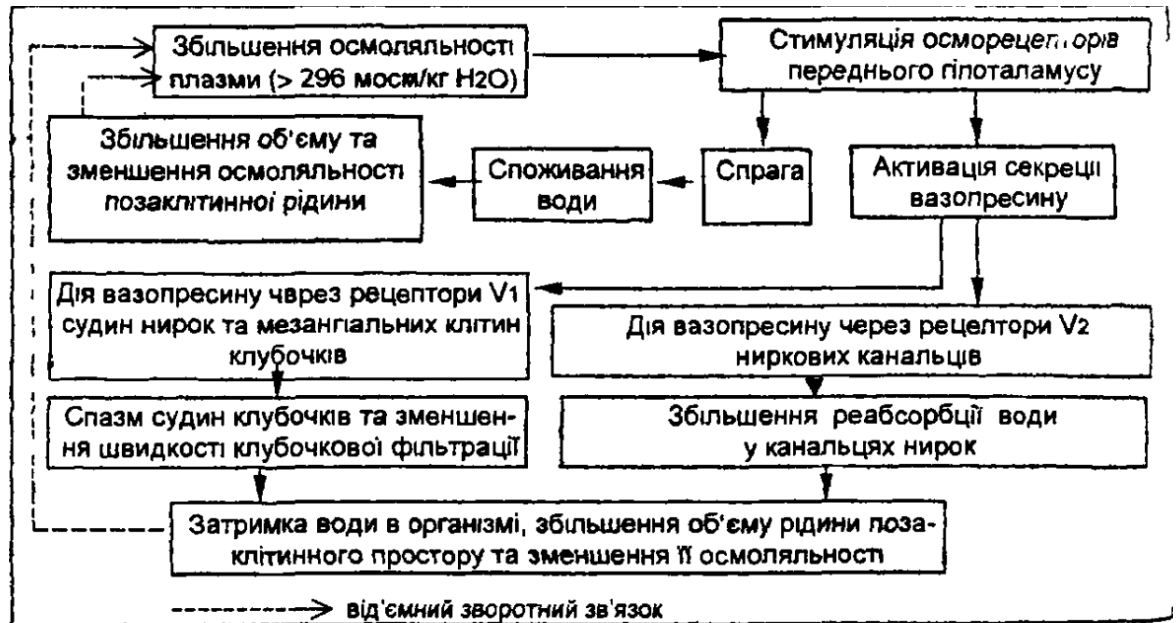 Збільшення осмоляльності
плазми (> 296 мосм/кг H2O)
Стимуляція осморецепторів
переднього гіпоталамусу
Збільшення об'єму та
зменшення осмоляльності
позаклітинної рідини
Споживання
води
Спрага
Активація секреції
вазопресину
Дія вазопресину через рецептори V1
судин нирок та мезангіальних клітин
клубочків
Дія вазопресину через рецептори V2
ниркових канальців
Спазм судин клубочків та зменшен-
ня швидкості клубочкової фільтрації
Збільшення реабсорбції води
у канальцях нирок
Затримка води в організмі, збільшення об'єму рідини поза-
клітинного простору та зменшення її осмоляльності
від'ємний зворотний зв'язок